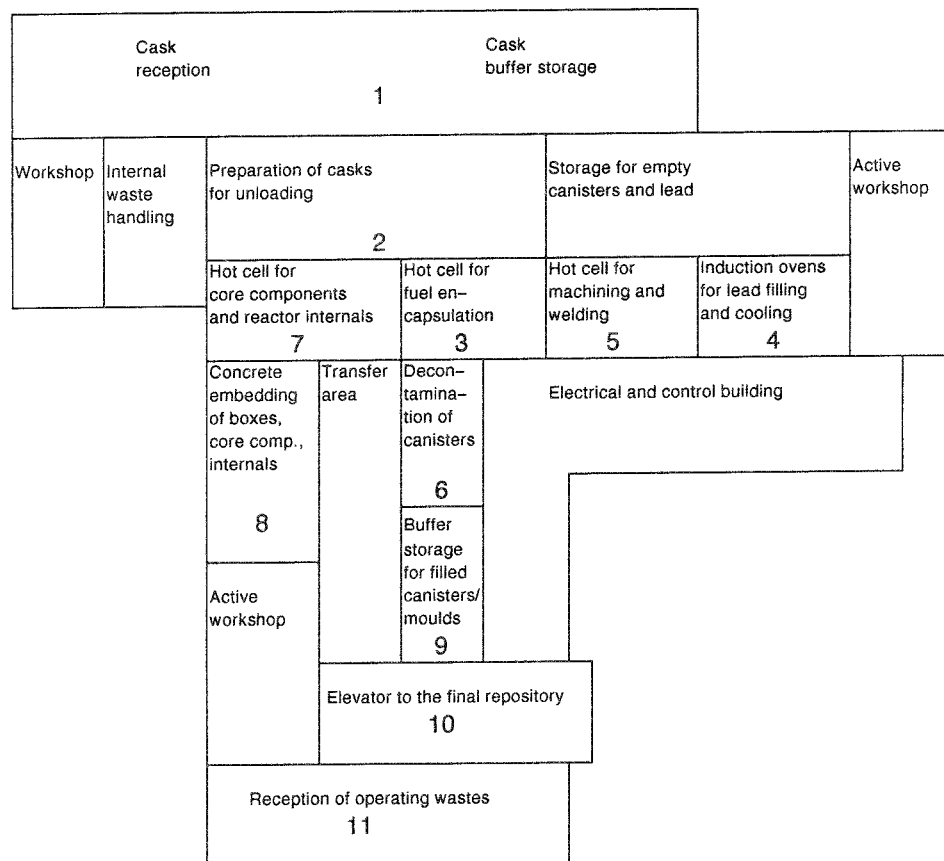 Cask
reception
Cask
buffer storage
1
Workshop
Internal
waste
handling
Preparation of casks
for unloading
2
Storage for empty
canisters and lead
Active
workshop
Hot cell for
core components
and reactor internals
7
Hot cell for
fuel en–
capsulation
3
Hot cell for
machining and
welding
5
Induction ovens
for lead filling
and cooling
4
Concrete
embedding
of boxes,
core comp.,
internals
8
Transfer
area
Decon–
tamina–
tion of
canisters
6
Electrical and control building
Buffer
storage
for filled
canisters/
moulds
9
Active
workshop
Elevator to the final repository
10
Reception of operating wastes
11